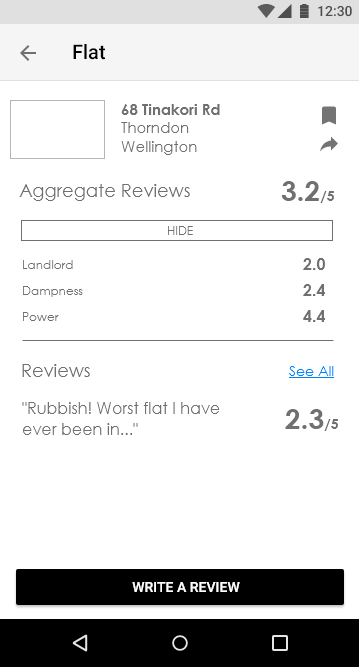 12:30
Flat
68 Tinakori Rd
Thorndon
Wellington
Aggregate Reviews 3.2/5
HIDE
Landlord 2.0
Dampness 2.4
Power 4.4
Reviews See All
"Rubbish! Worst flat I have
ever been in..." 2.3/5
WRITE A REVIEW